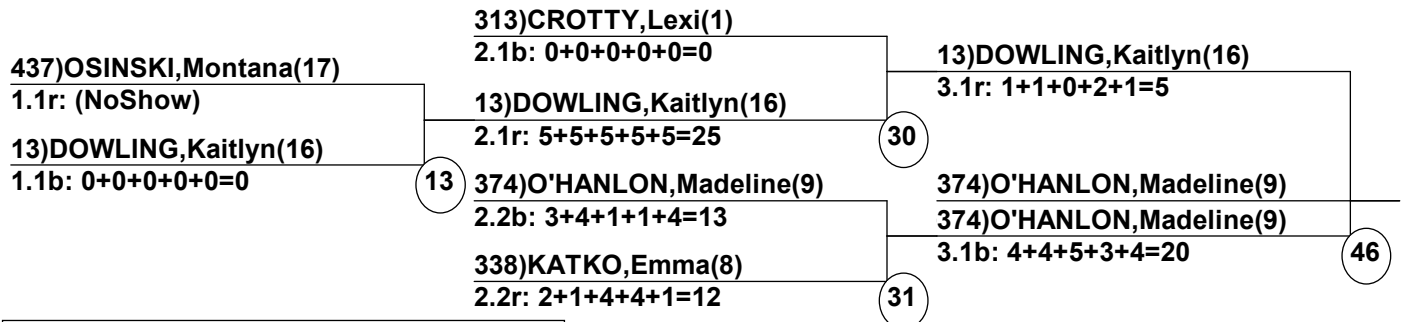 437)OSINSKI,Montana(17)
1.1r: (NoShow)
13)DOWLING,Kaitlyn(16)
1.1b: 0+0+0+0+0=0
13
313)CROTTY,Lexi(1)
2.1b: 0+0+0+0+0=0
13)DOWLING,Kaitlyn(16)
2.1r: 5+5+5+5+5=25
30
374)O'HANLON,Madeline(9)
2.2b: 3+4+1+1+4=13
338)KATKO,Emma(8)
2.2r: 2+1+4+4+1=12
31
13)DOWLING,Kaitlyn(16)
3.1r: 1+1+0+2+1=5
374)O'HANLON,Madeline(9)
374)O'HANLON,Madeline(9)
3.1b: 4+4+5+3+4=20
46